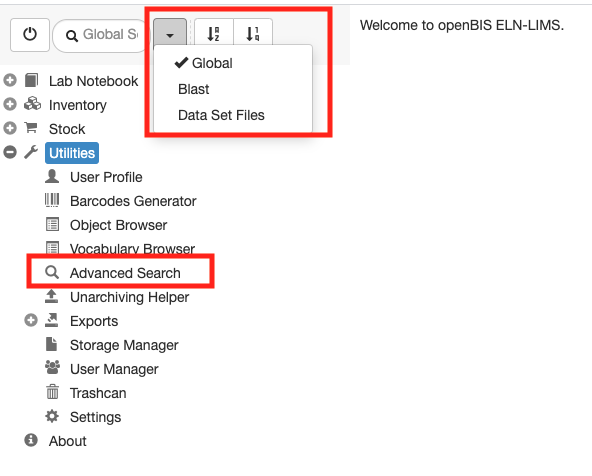 Global S
Welcome to openBIS ELN-LIMS.
Global
Blast
Data Set Files
Lab Notebook
Inventory
Stock
Utilities
User Profile
Barcodes Generator
Object Browser
Vocabulary Browser
Advanced Search
Unarchiving Helper
Exports
Storage Manager
User Manager
Trashcan
Settings
About